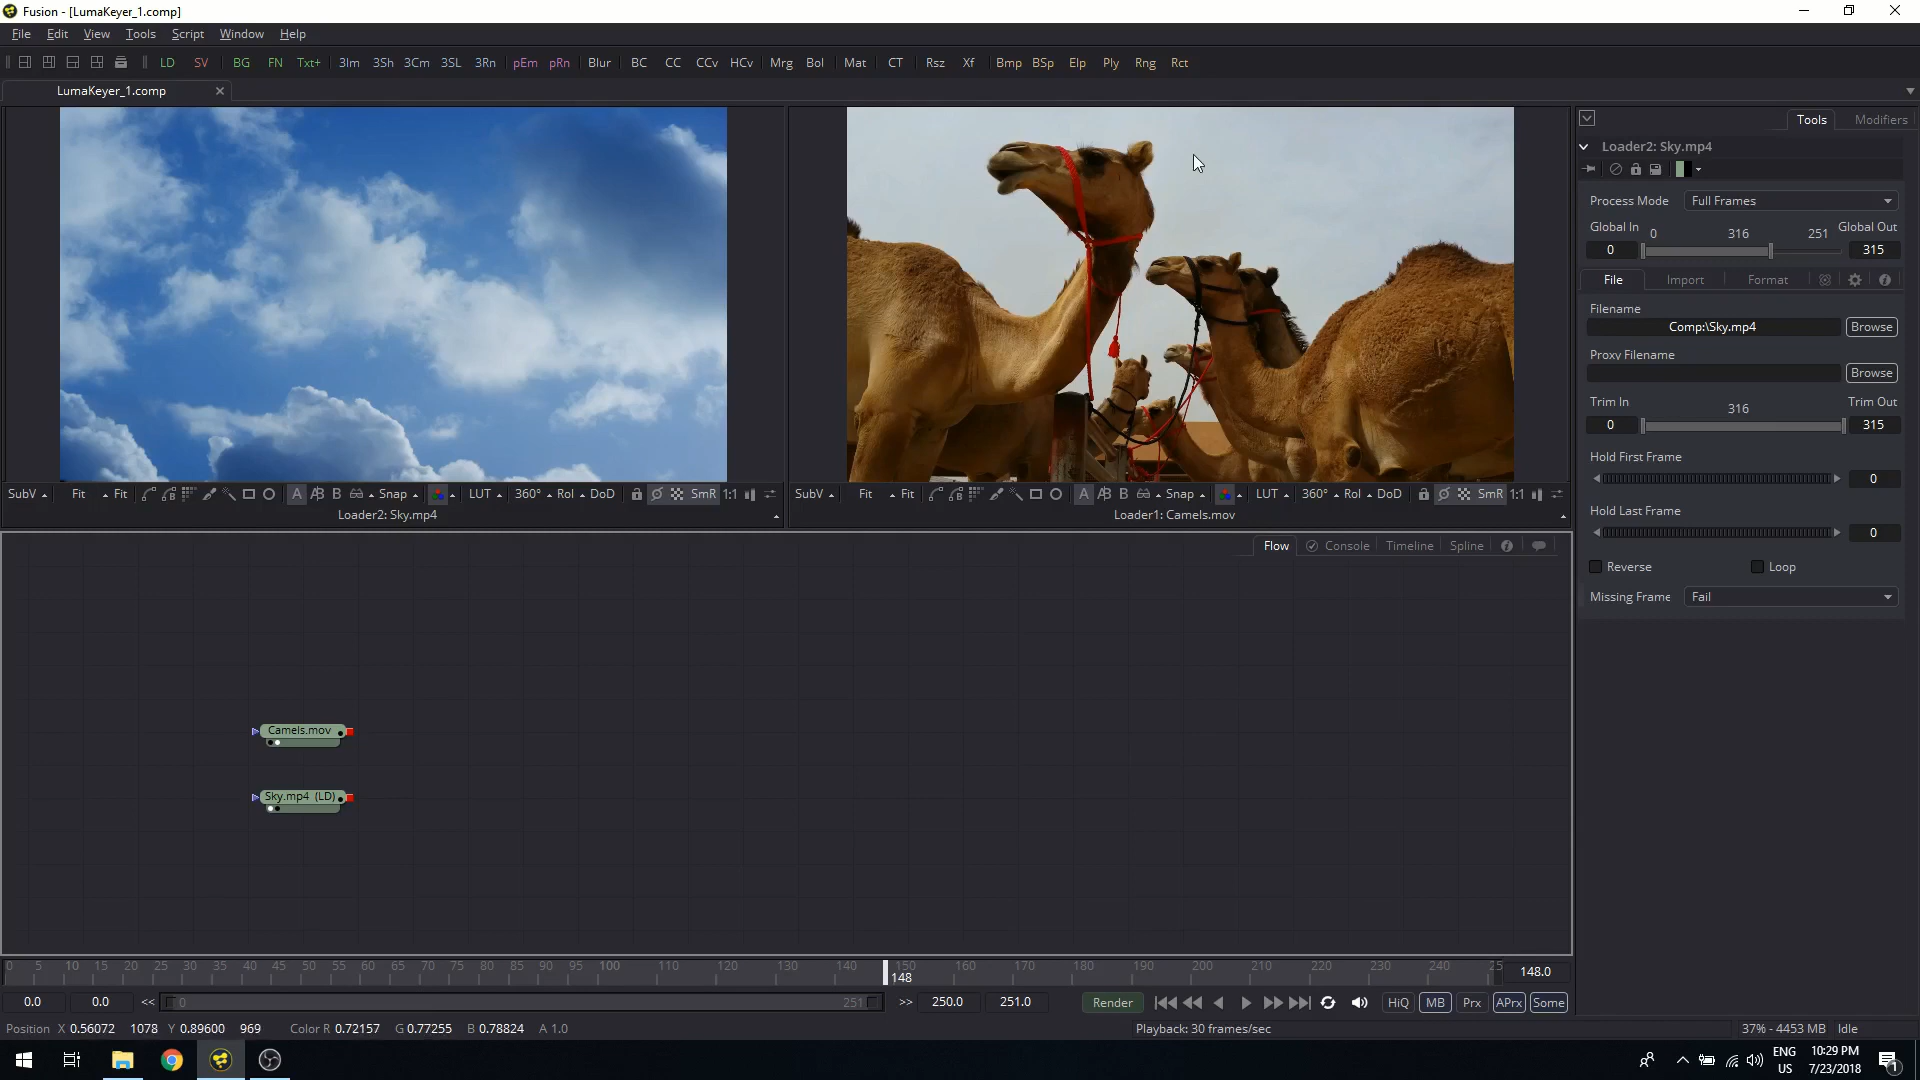 Fusion - [LumaKeyer_1.comp]
File Edit View Tools Script Window Help
LD SV BG FN Txt+ 3Im 3Sh 3Cm 3SL 3Rn pEm pRn Blur BC CC CCv HCv Mrg Bol Mat CT Rsz Xf Bmp BSp Elp Ply Rng Rct
LumaKeyer_1.comp
SubV Fit Fit A A/B B Snap LUT 360° RoI DoD SmR 1:1
Loader2: Sky.mp4
SubV Fit Fit A A/B B Snap LUT 360° RoI DoD SmR 1:1
Loader1: Camels.mov
Tools Modifiers
Loader2: Sky.mp4
Process Mode Full Frames
Global In 0 316 251 Global Out
0 315
File Import Format
Filename
Comp:\Sky.mp4 Browse
Proxy Filename
Browse
Trim In 316 Trim Out
0 315
Hold First Frame
0
Hold Last Frame
0
Reverse Loop
Missing Frame Fail
Flow Console Timeline Spline
Camels.mov
Sky.mp4 (LD)
0 5 10 15 20 25 30 35 40 45 50 55 60 65 70 75 80 85 90 95 100 110 120 130 140 150 160 170 180 190 200 210 220 230 240 25
148 148.0
0.0 0.0 << 0 251 >> 250.0 251.0 Render HiQ MB Prx APrx Some
Position X 0.56072 1078 Y 0.89600 969 Color R 0.72157 G 0.77255 B 0.78824 A 1.0 Playback: 30 frames/sec 37% - 4453 MB Idle
ENG
US
10:29 PM
7/23/2018
1